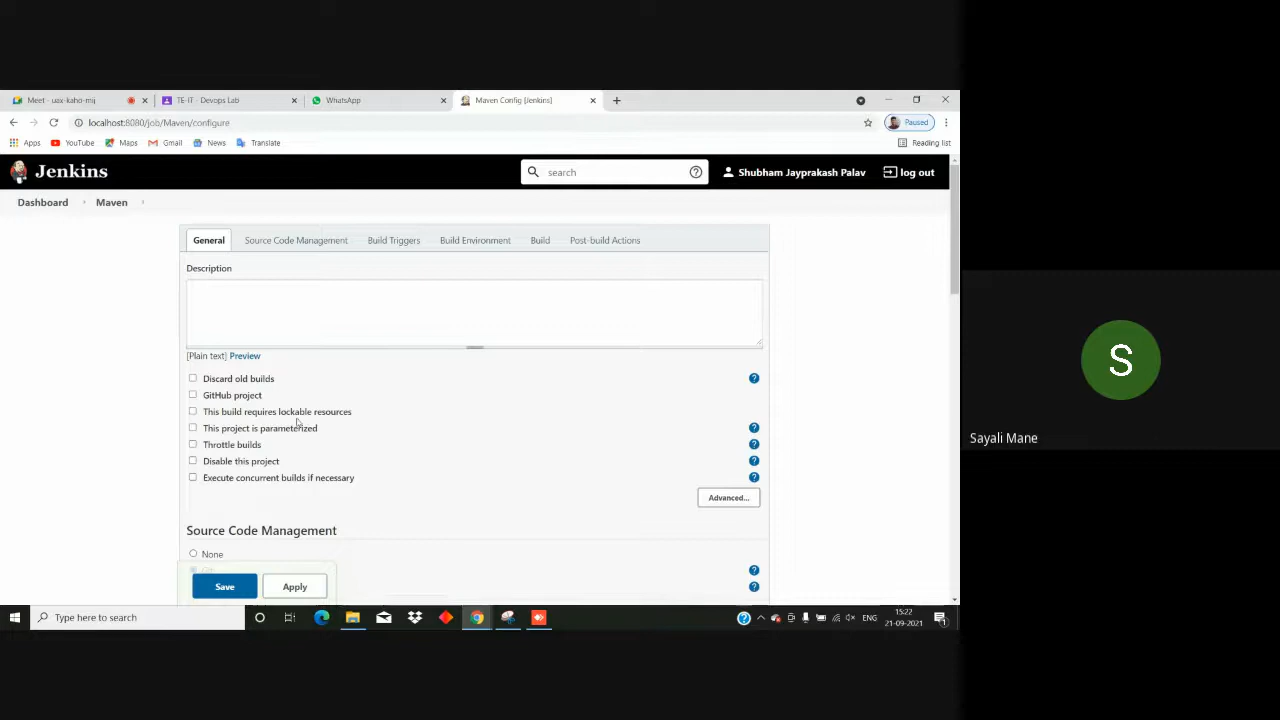 Meet - uax-kaho-mij
TE-IT - Devops Lab
WhatsApp
Maven Config [Jenkins]
localhost:8080/job/Maven/configure
Paused
Apps
YouTube
Maps
Gmail
News
Translate
Reading list
Jenkins
search
Shubham Jayprakash Palav
log out
Dashboard
Maven
General
Source Code Management
Build Triggers
Build Environment
Build
Post-build Actions
Description
[Plain text] Preview
Discard old builds
GitHub project
This build requires lockable resources
This project is parameterized
Throttle builds
Disable this project
Execute concurrent builds if necessary
Advanced...
Source Code Management
None
Git
Save
Apply
S
Sayali Mane
Type here to search
ENG
15:22
21-09-2021